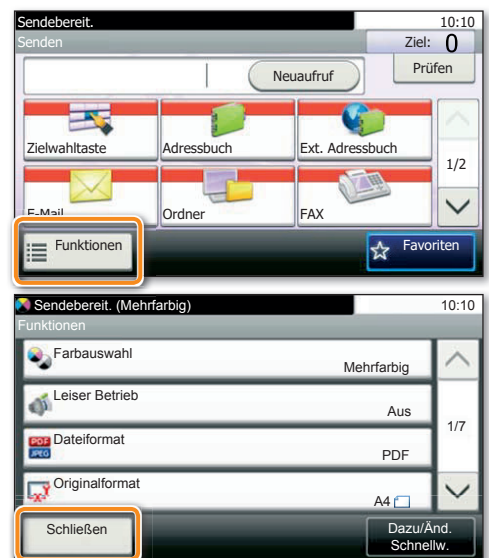 Sendebereit. 10:10
Senden Ziel: 0
Neuaufruf Prüfen
Zielwahltaste Adressbuch Ext. Adressbuch
1/2
E-Mail Ordner FAX
Funktionen Favoriten
Sendebereit. (Mehrfarbig) 10:10
Funktionen
Farbauswahl
Mehrfarbig
Leiser Betrieb
Aus
1/7
PDF Dateiformat
JPEG
PDF
Originalformat
A4
Schließen Dazu/Änd.
Schnellw.